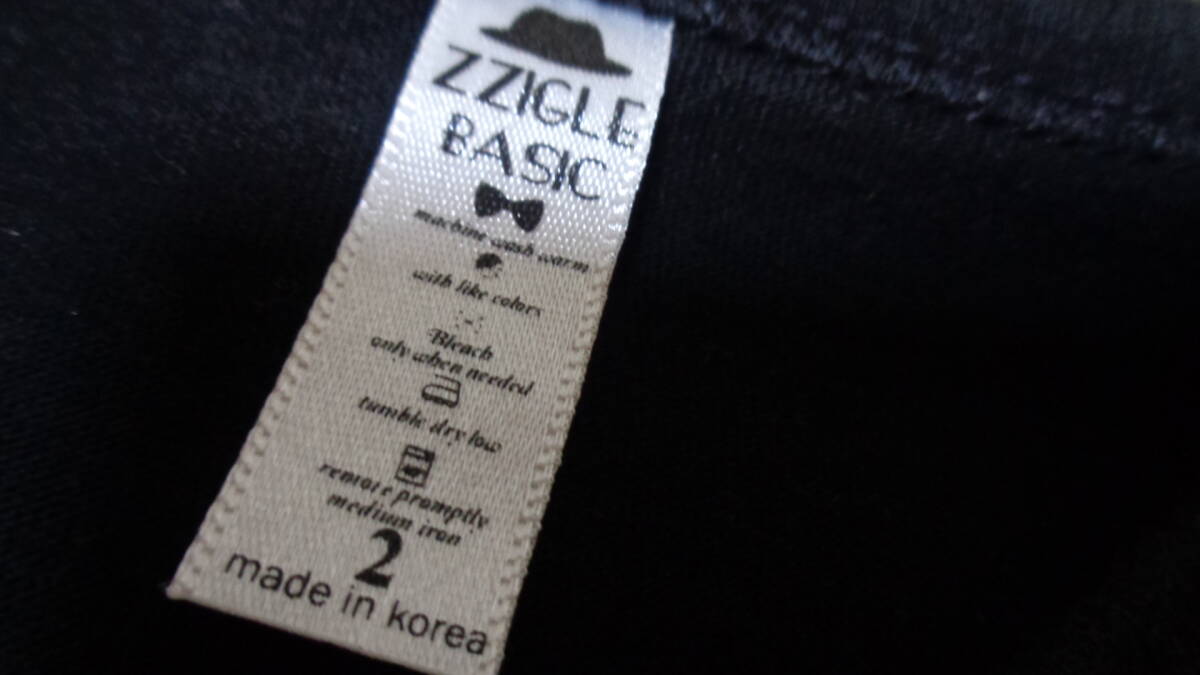 ZZIGLE
BASIC
machine wash warm
with like colors
Bleach
only when needed
tumble dry low
remove promptly
medium iron
2
made in korea